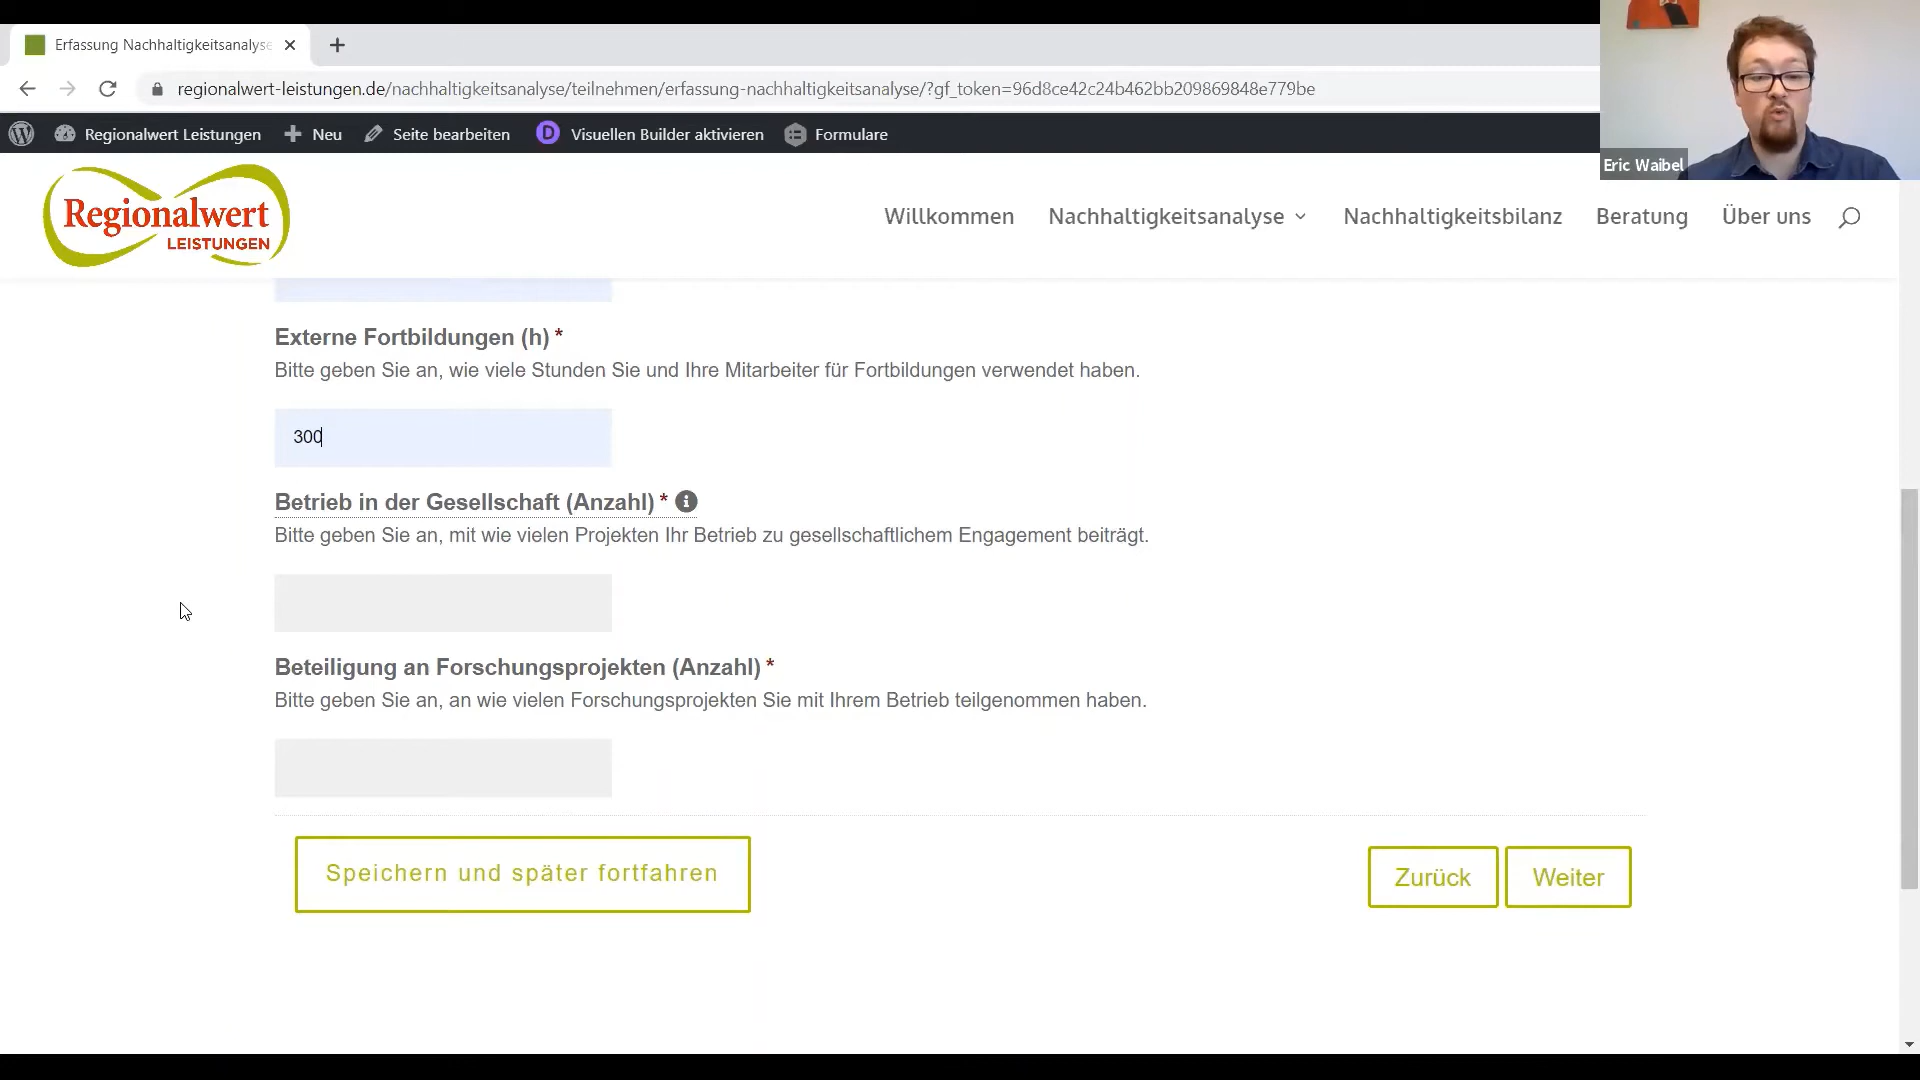 Erfassung Nachhaltigkeitsanalyse
regionalwert-leistungen.de/nachhaltigkeitsanalyse/teilnehmen/erfassung-nachhaltigkeitsanalyse/?gf_token=96d8ce42c24b462bb209869848e779be
Regionalwert Leistungen Neu Seite bearbeiten D Visuellen Builder aktivieren Formulare
Eric Waibel
Regionalwert
LEISTUNGEN
Willkommen Nachhaltigkeitsanalyse Nachhaltigkeitsbilanz Beratung Über uns
Externe Fortbildungen (h) *
Bitte geben Sie an, wie viele Stunden Sie und Ihre Mitarbeiter für Fortbildungen verwendet haben.
300
Betrieb in der Gesellschaft (Anzahl) *
Bitte geben Sie an, mit wie vielen Projekten Ihr Betrieb zu gesellschaftlichem Engagement beiträgt.
Beteiligung an Forschungsprojekten (Anzahl) *
Bitte geben Sie an, an wie vielen Forschungsprojekten Sie mit Ihrem Betrieb teilgenommen haben.
Speichern und später fortfahren
Zurück Weiter